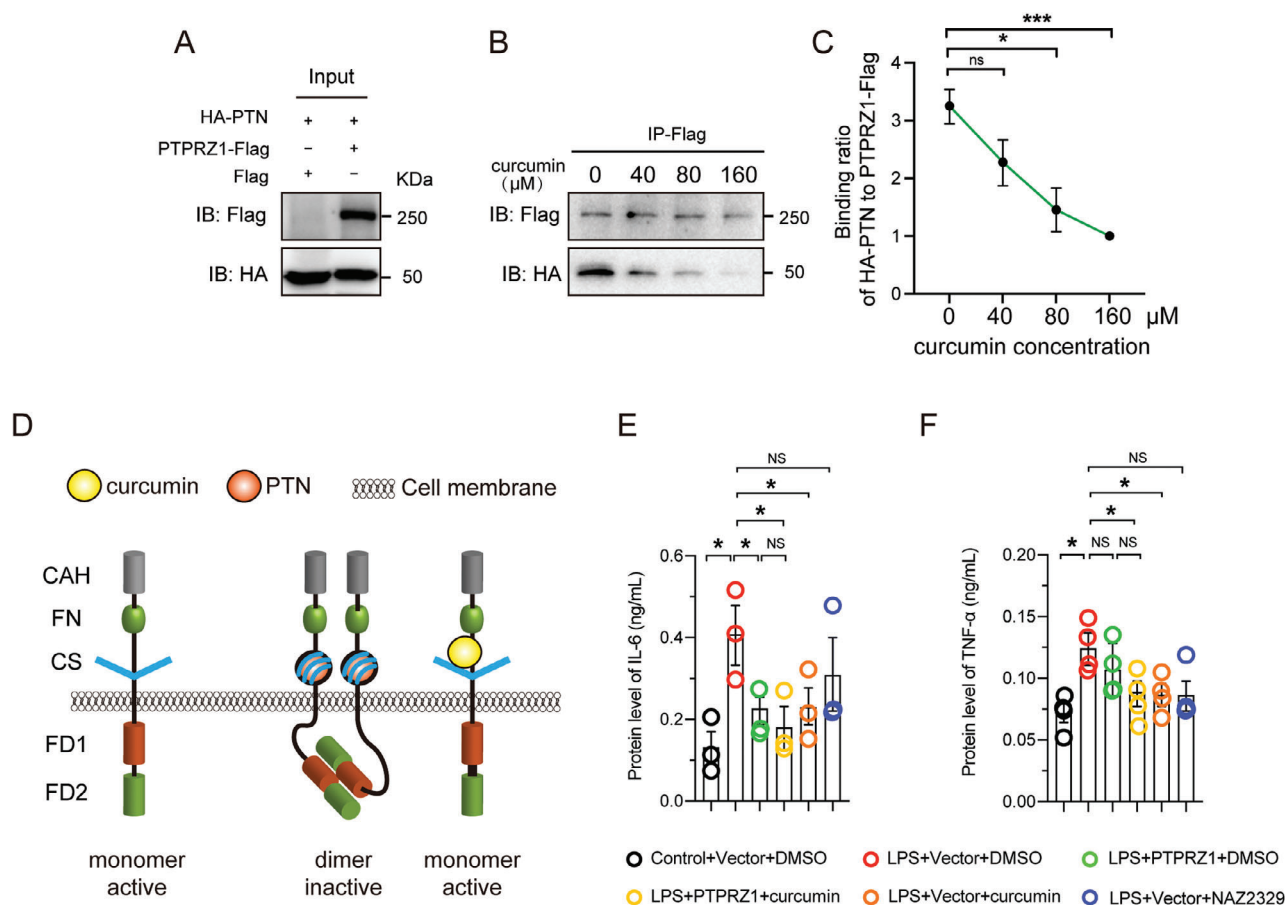 A
Input
HA-PTN + +
PTPRZ1-Flag − +
Flag + −
KDa
IB: Flag 250
IB: HA 50
B
IP-Flag
curcumin
(μM) 0 40 80 160
IB: Flag 250
IB: HA 50
C
***
*
ns
Binding ratio
of HA-PTN to PTPRZ1-Flag
4
3
2
1
0
0 40 80 160 μM
curcumin concentration
D
curcumin PTN Cell membrane
CAH
FN
CS
FD1
FD2
monomer
active
dimer
inactive
monomer
active
E
NS
*
*
* * NS
Protein level of IL-6 (ng/mL)
0.6
0.4
0.2
0.0
F
NS
*
*
* NS NS
Protein level of TNF-α (ng/mL)
0.20
0.15
0.10
0.05
0.00
Control+Vector+DMSO LPS+Vector+DMSO LPS+PTPRZ1+DMSO
LPS+PTPRZ1+curcumin LPS+Vector+curcumin LPS+Vector+NAZ2329